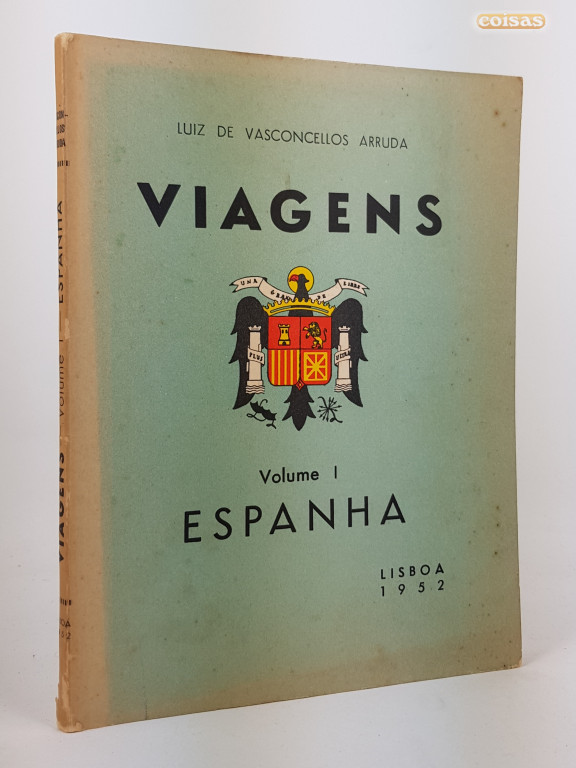 coisas
LUIZ DE VASCONCELLOS ARRUDA
VIAGENS
UNA GRANDE LIBRE
PLUS ULTRA
Volume I
ESPANHA
LISBOA
1952
VIAGENS Volume I ESPANHA